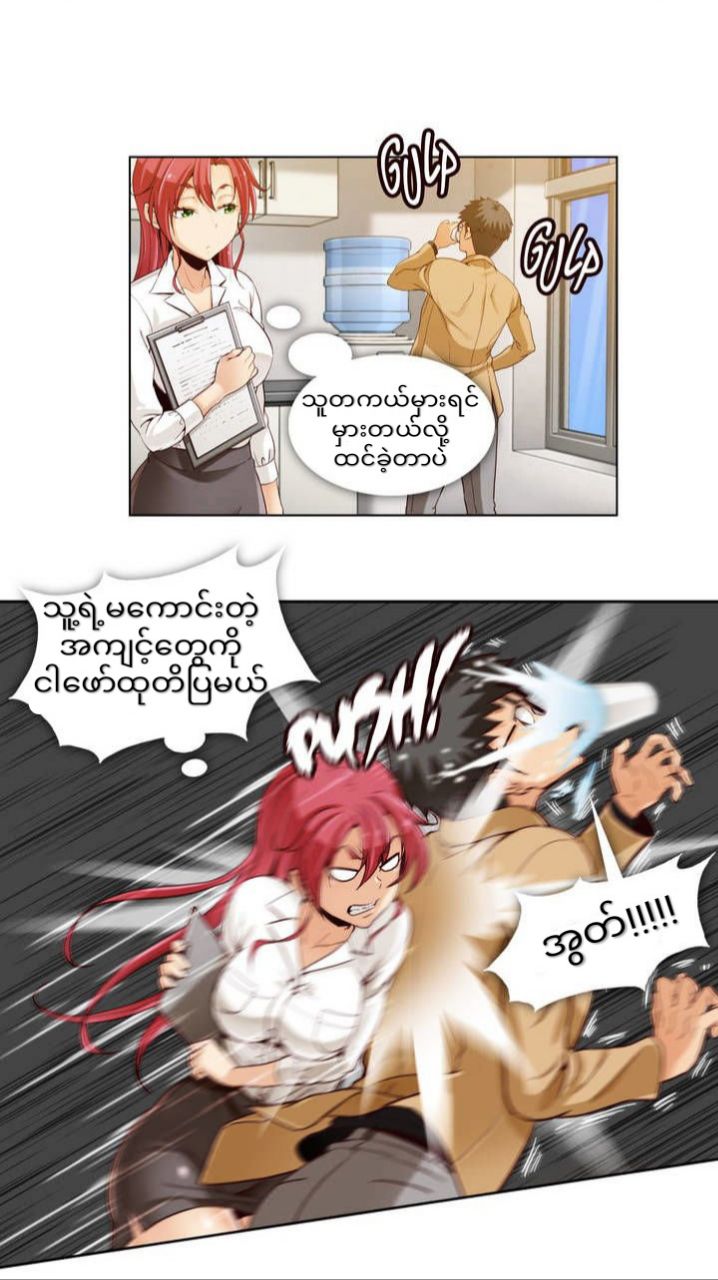 GULP
GULP
သူတကယ်မှားရင်
မှားတယ်လို့
ထင်ခဲ့တာပဲ
သူ့ရဲ့မကောင်းတဲ့
အကျင့်တွေကို
ငါဖော်ထုတ်ပြမယ်
PUSH!
အွတ်!!!!!